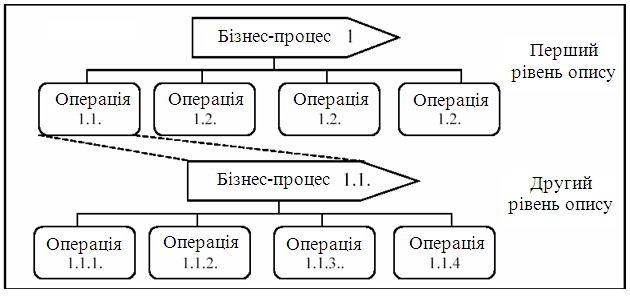 Бізнес-процес 1
Перший
рівень опису
Операція
1.1.
Операція
1.2.
Операція
1.2.
Операція
1.2.
Бізнес-процес 1.1.
Другий
рівень опису
Операція
1.1.1.
Операція
1.1.2.
Операція
1.1.3..
Операція
1.1.4